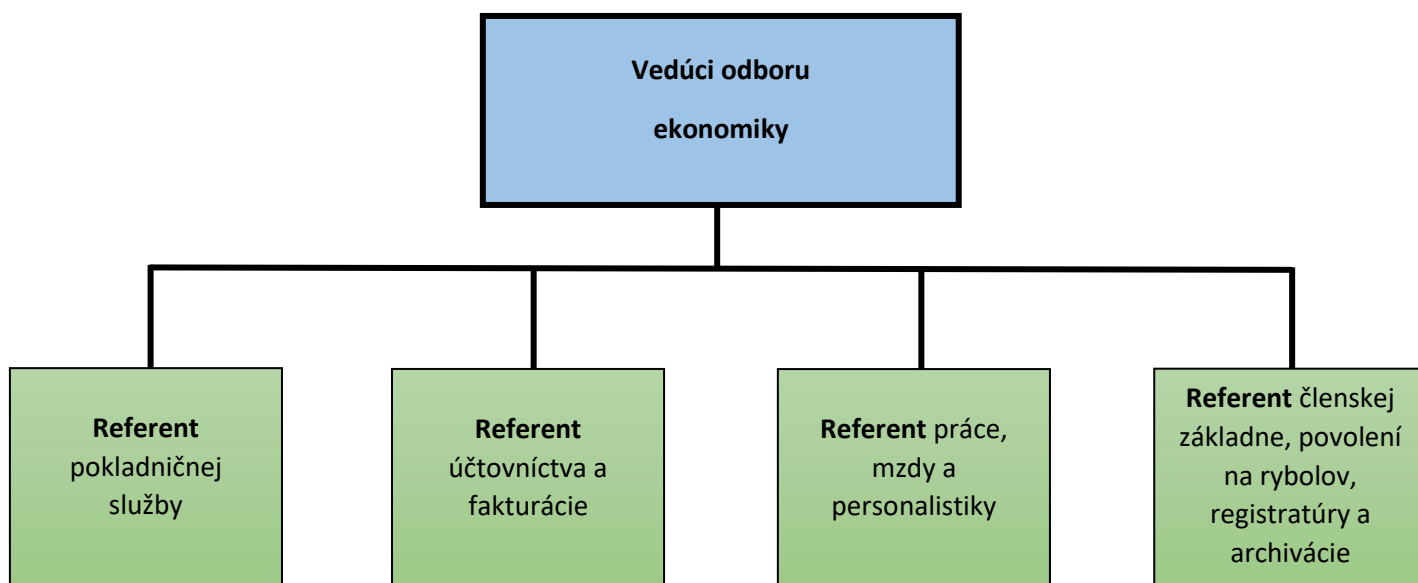 Vedúci odboru
ekonomiky
Referent
pokladničnej
služby
Referent
účtovníctva a
fakturácie
Referent práce,
mzdy a
personalistiky
Referent členskej
základne, povolení
na rybolov,
registratúry a
archivácie